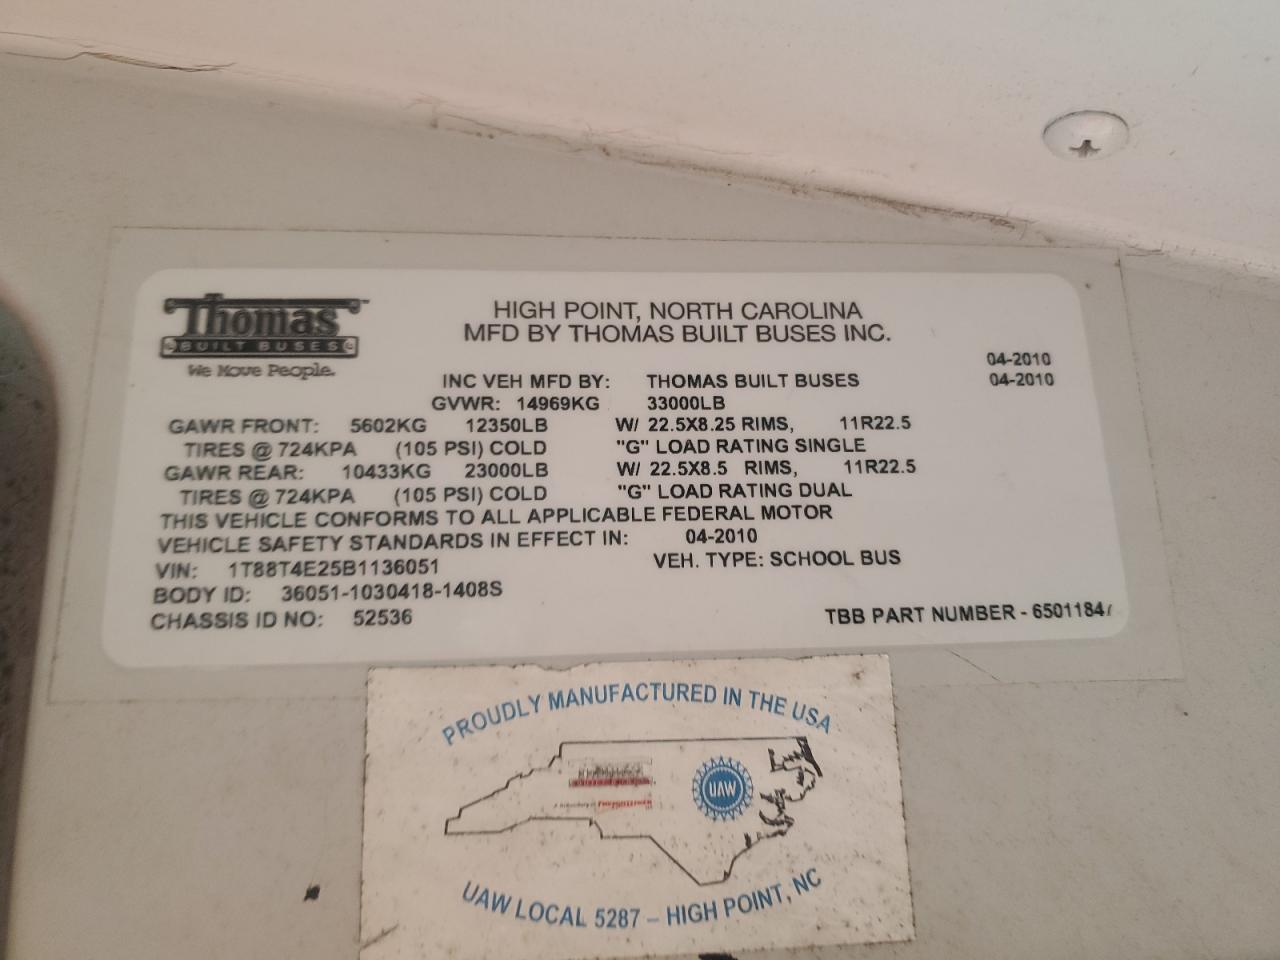 Thomas™
BUILT BUSES
We Move People.
HIGH POINT, NORTH CAROLINA
MFD BY THOMAS BUILT BUSES INC.
04-2010
INC VEH MFD BY: THOMAS BUILT BUSES 04-2010
GVWR: 14969KG 33000LB
GAWR FRONT: 5602KG 12350LB W/ 22.5X8.25 RIMS, 11R22.5
TIRES @ 724KPA (105 PSI) COLD "G" LOAD RATING SINGLE
GAWR REAR: 10433KG 23000LB W/ 22.5X8.5 RIMS, 11R22.5
TIRES @ 724KPA (105 PSI) COLD "G" LOAD RATING DUAL
THIS VEHICLE CONFORMS TO ALL APPLICABLE FEDERAL MOTOR
VEHICLE SAFETY STANDARDS IN EFFECT IN: 04-2010
VIN: 1T88T4E25B1136051 VEH. TYPE: SCHOOL BUS
BODY ID: 36051-1030418-1408S
CHASSIS ID NO: 52536 TBB PART NUMBER - 6501184
PROUDLY MANUFACTURED IN THE USA
UAW
UAW LOCAL 5287 – HIGH POINT, NC